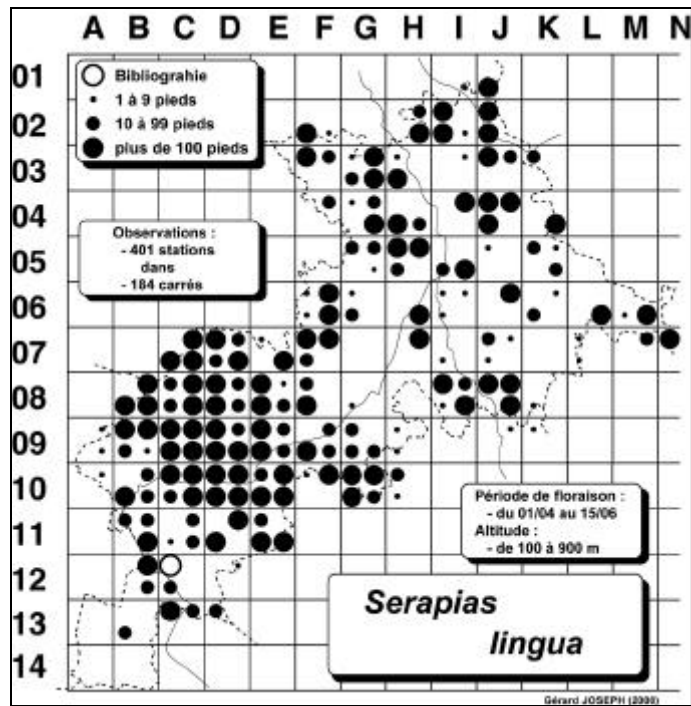 A B C D E F G H I J K L M N
01
Bibliograhie
1 à 9 pieds
10 à 99 pieds
plus de 100 pieds
02
03
04
Observations :
- 401 stations
dans
- 184 carrés
05
06
07
08
09
10
Période de floraison :
- du 01/04 au 15/06
Altitude :
- de 100 à 900 m
11
12
Serapias
lingua
13
14
Gérard JOSEPH (2000)